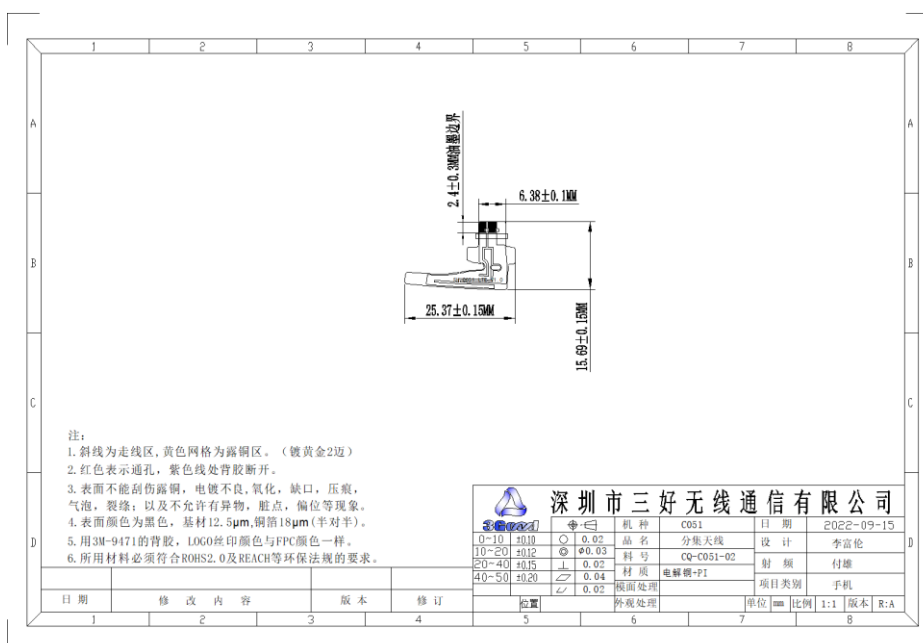 1 2 3 4 5 6 7 8
A A
2.4±0.3MM油墨边界
6.38±0.1MM
B B
25.37±0.15MM
15.69±0.15MM
C C
注:
1.斜线为走线区,黄色网格为露铜区。（镀黄金2迈）
2.红色表示通孔，紫色线处背胶断开。
3.表面不能刮伤露铜，电镀不良,氧化，缺口，压痕，
气泡，裂缘；以及不允许有异物，脏点，偏位等现象。
4.表面颜色为黑色，基材12.5μm,铜箔18μm(半对半)。
5.用3M-9471的背胶，LOGO丝印颜色与FPC颜色一样。
6.所用材料必须符合ROHS2.0及REACH等环保法规的要求。
D D
深圳市三好无线通信有限公司
3Good 机种 C051 日期 2022-09-15
0-10 ±0.10 0.02 品名 分集天线 设计 李富伦
10-20 ±0.12 φ0.03 料号 CQ-C051-02
20-40 ±0.15 0.02 材质 电解铜+PI 射频 付雄
40-50 ±0.20 0.04 模面处理 项目类别 手机
0.02
位置 外观处理 单位 mm 比例 1:1 版本 R:A
日期 修改内容 版本 修订
1 2 3 4 5 6 7 8